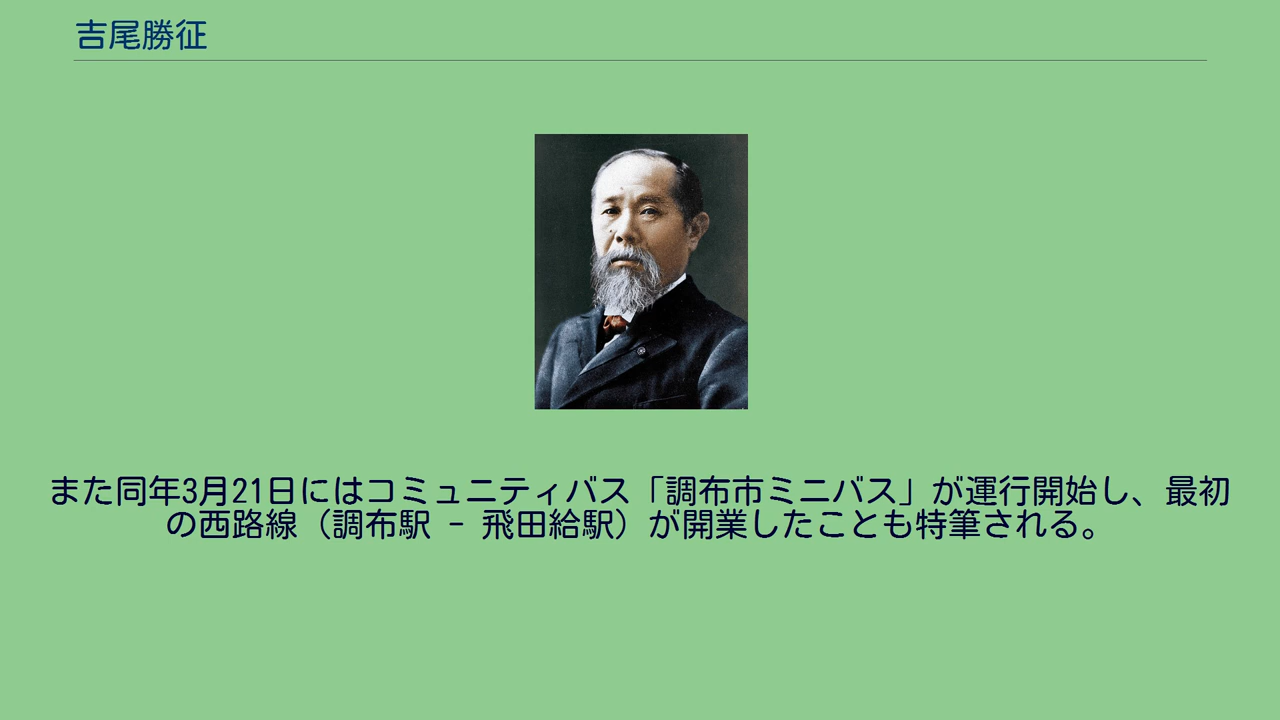 吉尾勝征
また同年3月21日にはコミュニティバス「調布市ミニバス」が運行開始し、最初
の西路線（調布駅 - 飛田給駅）が開業したことも特筆される。